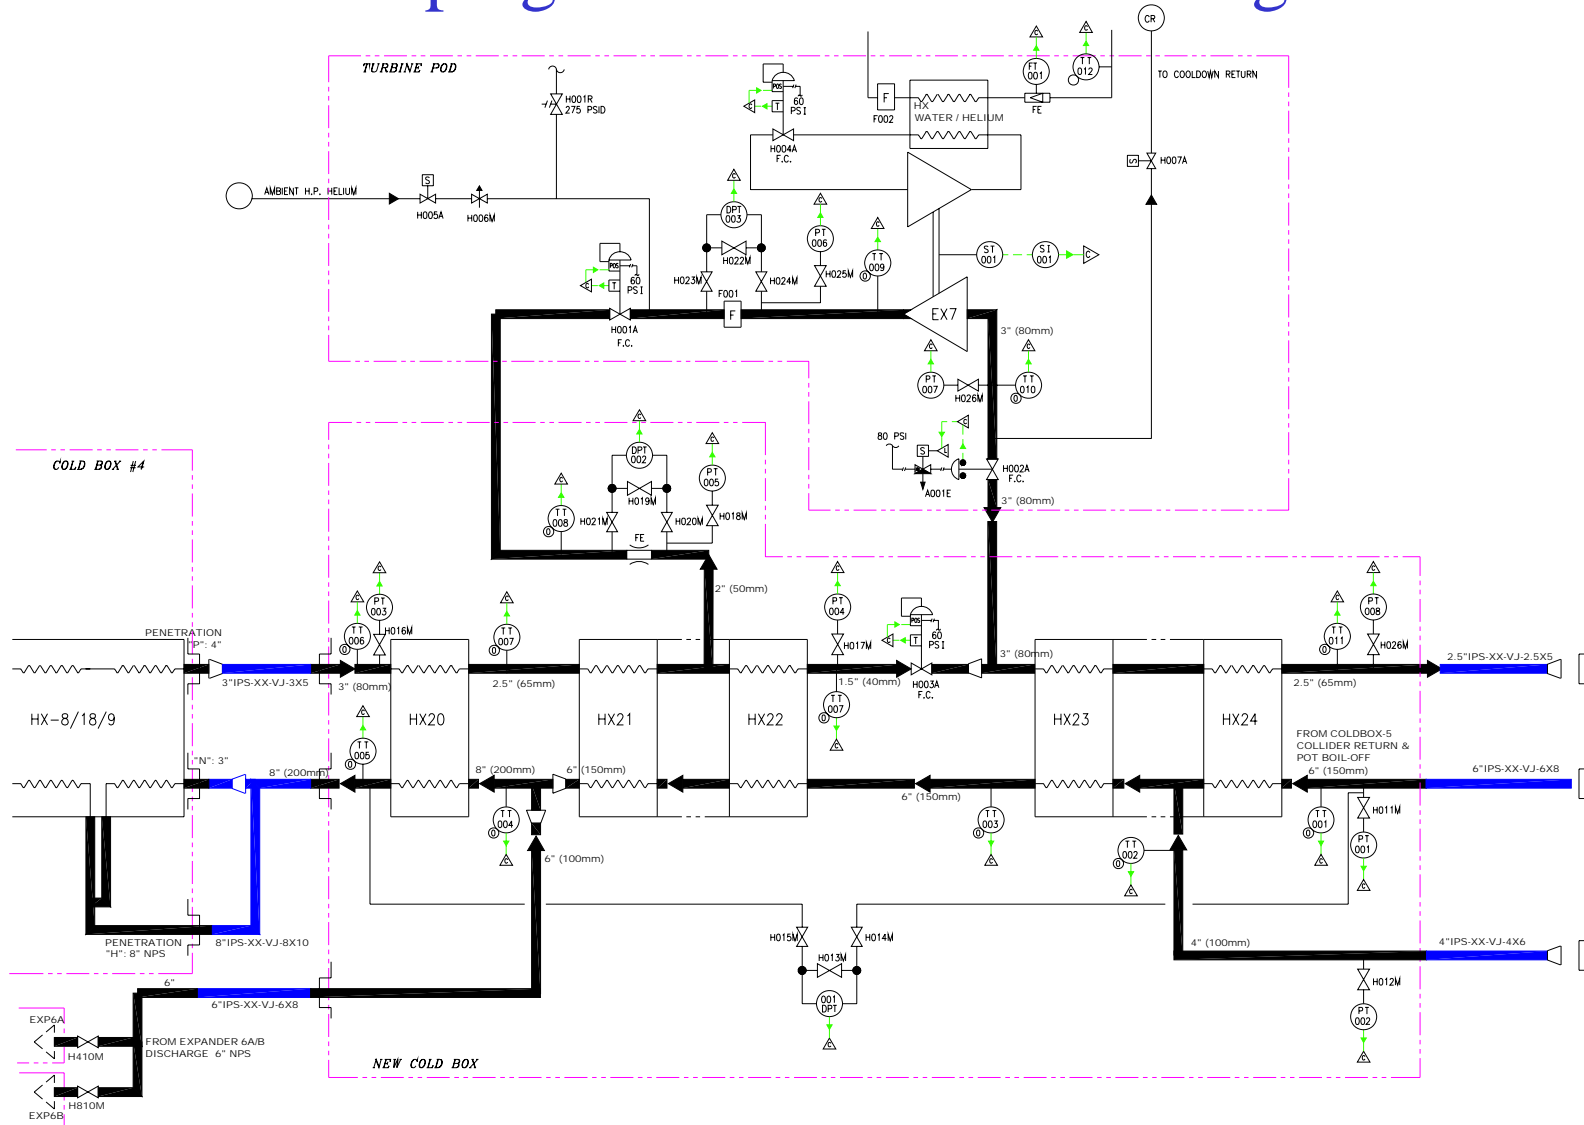 CR
TURBINE POD
TO COOLDOWN RETURN
C
C
FT
001
TT
012
H001R
275 PSID
POS
T
C
60
PSI
F
F002
HX
WATER / HELIUM
FE
H004A
F.C.
S
H007A
AMBIENT H.P. HELIUM
S
H005A
H006M
C
DPT
003
C
PT
006
C
TT
009
O
H022M
H023M
H024M
H025M
ST
001
SI
001
C
POS
T
C
60
PSI
F001
F
H001A
F.C.
EX7
3" (80mm)
C
PT
007
H026M
C
TT
010
O
80 PSI
C
S
L
A001E
H002A
F.C.
3" (80mm)
COLD BOX #4
C
DPT
002
C
PT
005
C
TT
008
O
H019M
H021M
H020M
H018M
FE
2" (50mm)
PENETRATION
"P": 4"
C
TT
006
O
C
PT
003
H016M
C
TT
007
O
C
PT
004
H017M
POS
T
C
60
PSI
C
TT
011
O
C
PT
008
H026M
3"IPS-XX-VJ-3X5
3" (80mm)
2.5" (65mm)
1.5" (40mm)
H003A
F.C.
3" (80mm)
2.5" (65mm)
2.5"IPS-XX-VJ-2.5X5
TT
007
O
C
HX-8/18/9
HX20
HX21
HX22
HX23
HX24
C
TT
005
O
FROM COLDBOX-5
COLLIDER RETURN &
POT BOIL-OFF
"N": 3"
8" (200mm)
8" (200mm)
6" (150mm)
6" (150mm)
6" (150mm)
6"IPS-XX-VJ-6X8
TT
004
O
C
TT
003
O
C
TT
002
O
C
TT
001
O
C
H011M
PT
001
C
6" (100mm)
PENETRATION
"H": 8" NPS
8"IPS-XX-VJ-8X10
H015M
H014M
H013M
001
DPT
C
4" (100mm)
4"IPS-XX-VJ-4X6
H012M
PT
002
C
6"
6"IPS-XX-VJ-6X8
EXP6A
H410M
FROM EXPANDER 6A/B
DISCHARGE 6" NPS
NEW COLD BOX
H810M
EXP6B